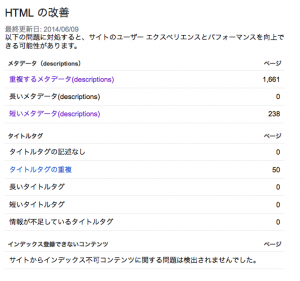 HTML の改善
最終更新日: 2014/06/09
以下の問題に対処すると、サイトのユーザー エクスペリエンスとパフォーマンスを向上で
きる可能性があります。
メタデータ（descriptions） ページ
重複するメタデータ(descriptions) 1,661
長いメタデータ(descriptions) 0
短いメタデータ(descriptions) 238
タイトルタグ ページ
タイトルタグの記述なし 0
タイトルタグの重複 50
長いタイトルタグ 0
短いタイトルタグ 0
情報が不足しているタイトルタグ 0
インデックス登録できないコンテンツ ページ
サイトからインデックス不可コンテンツに関する問題は検出されませんでした。